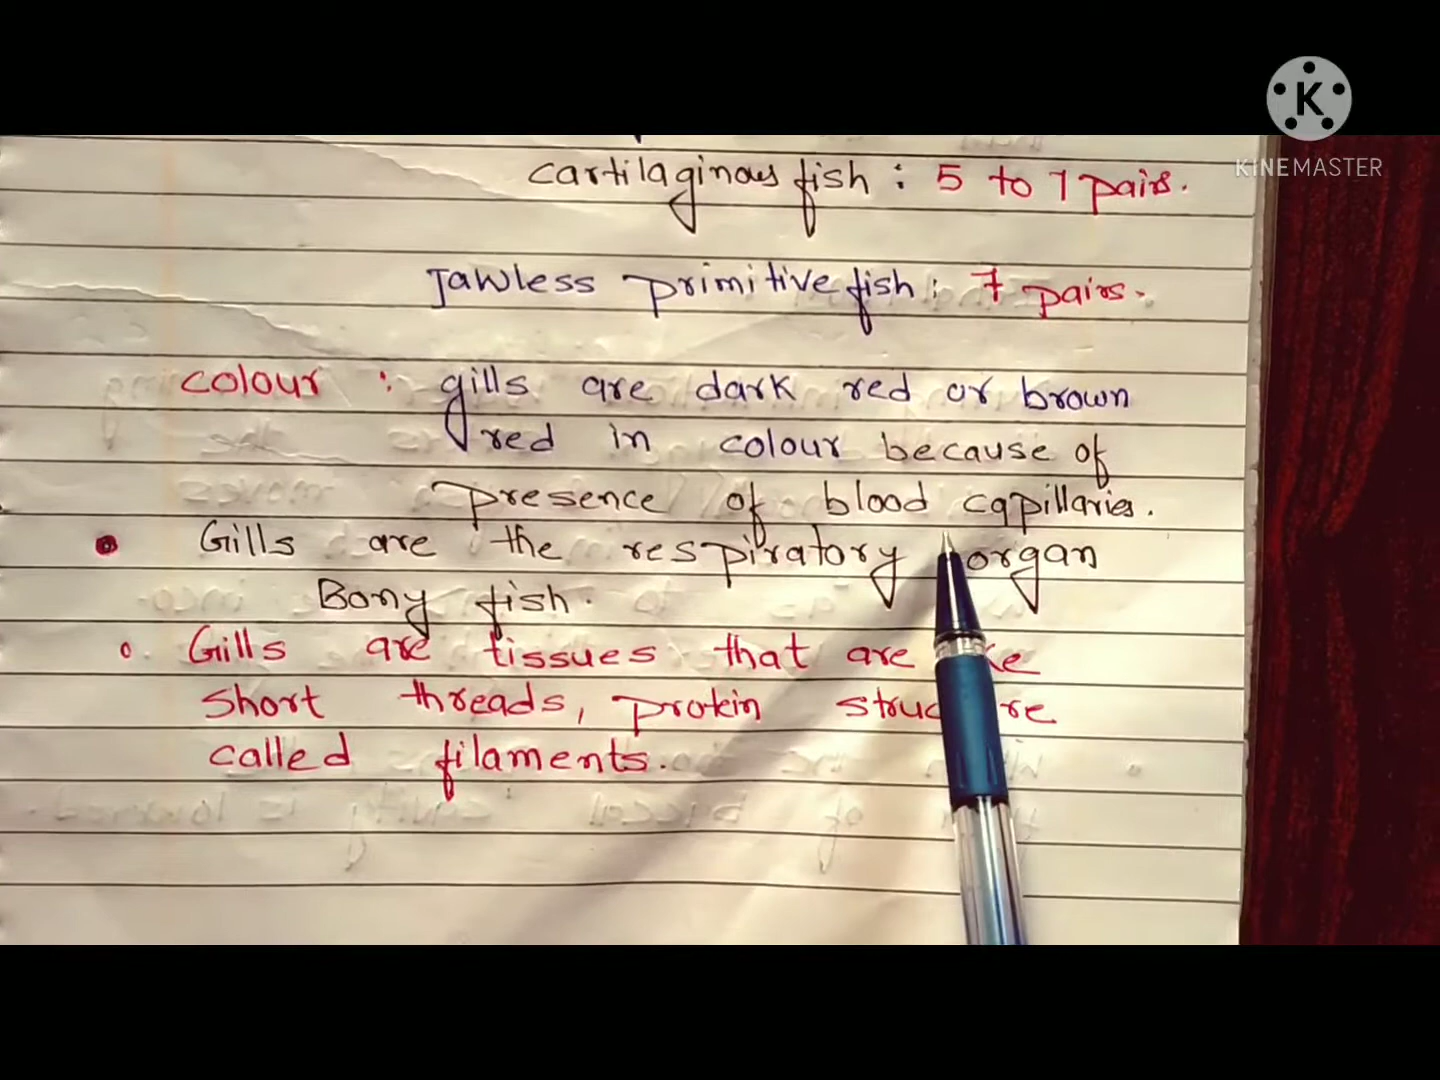 K
KINEMASTER
cartilaginous fish : 5 to 7 pairs.
Jawless primitive fish : 7 pairs.
colour : gills are dark red or brown
red in colour because of
presence of blood capillaries.
Gills are the respiratory organ
Bony fish.
Gills are tissues that are
short threads, protein structure
called filaments.